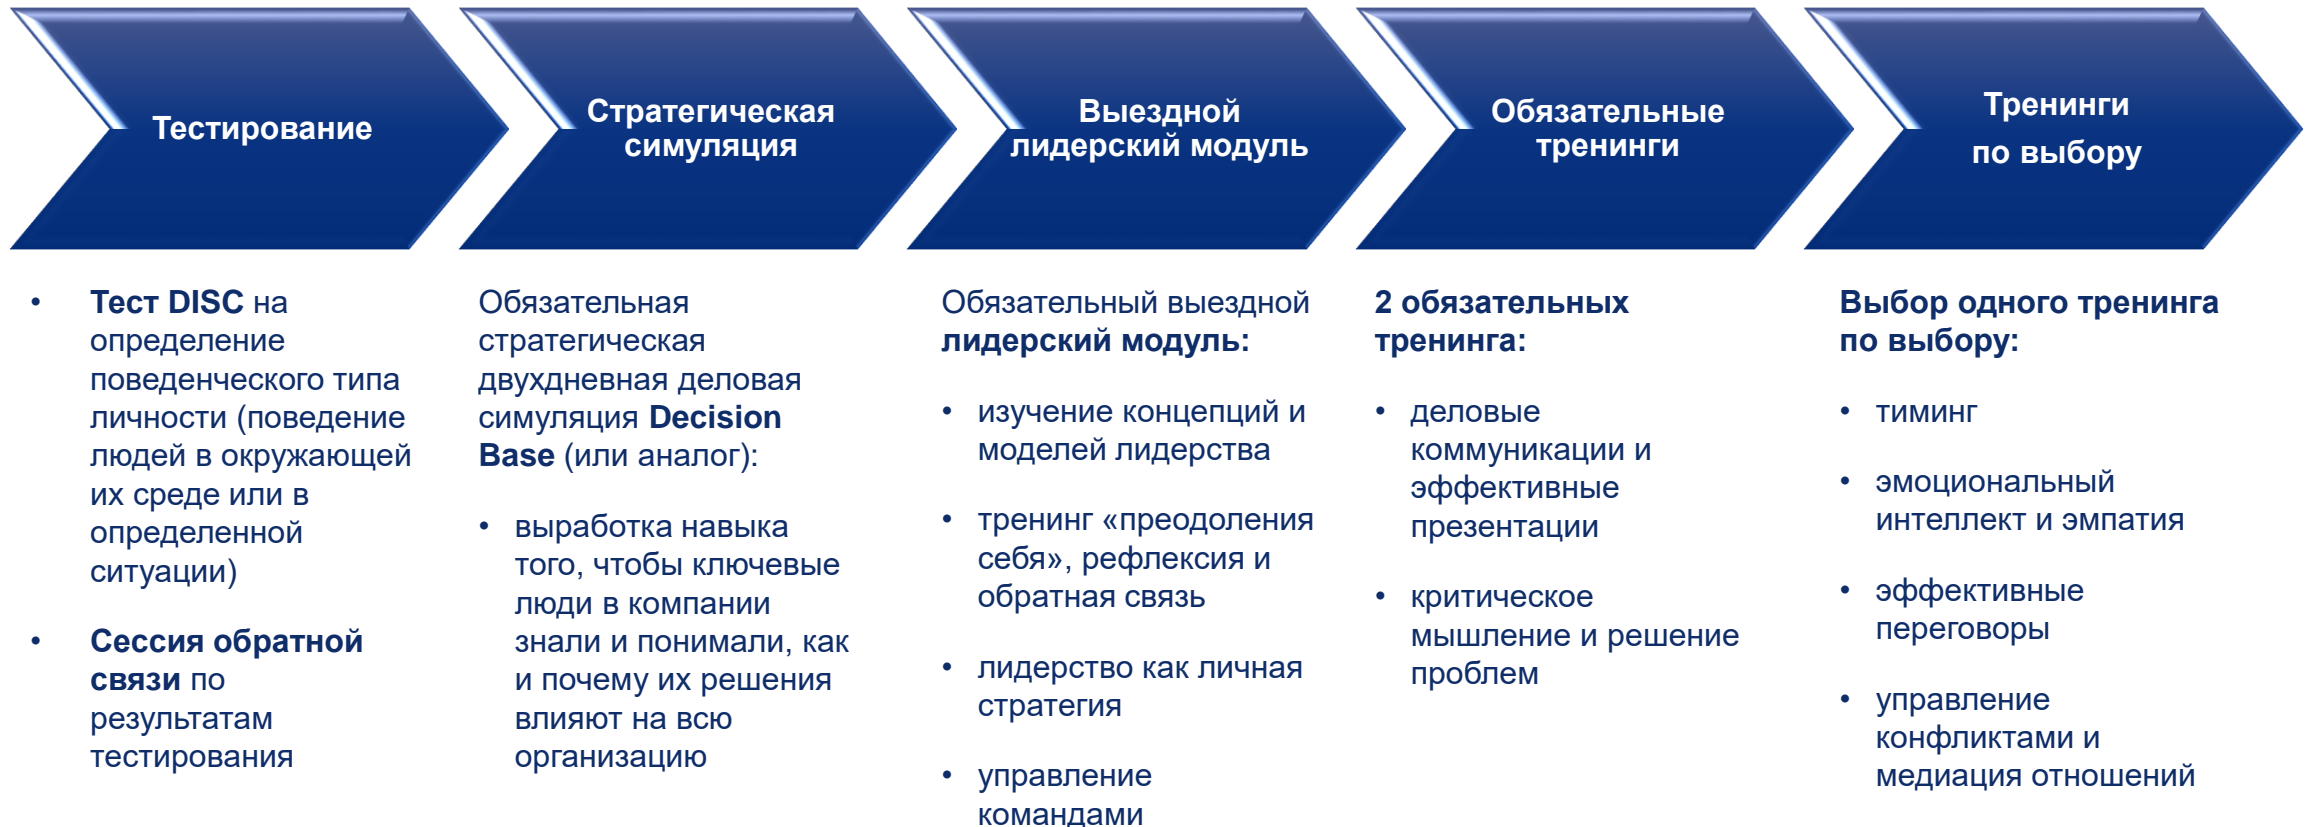 Тестирование
Стратегическая
симуляция
Выездной
лидерский модуль
Обязательные
тренинги
Тренинги
по выбору
• Тест DISC на
определение
поведенческого типа
личности (поведение
людей в окружающей
их среде или в
определенной
ситуации)
• Сессия обратной
связи по
результатам
тестирования
Обязательная
стратегическая
двухдневная деловая
симуляция Decision
Base (или аналог):
• выработка навыка
того, чтобы ключевые
люди в компании
знали и понимали, как
и почему их решения
влияют на всю
организацию
Обязательный выездной
лидерский модуль:
• изучение концепций и
моделей лидерства
• тренинг «преодоления
себя», рефлексия и
обратная связь
• лидерство как личная
стратегия
• управление
командами
2 обязательных
тренинга:
• деловые
коммуникации и
эффективные
презентации
• критическое
мышление и решение
проблем
Выбор одного тренинга
по выбору:
• тиминг
• эмоциональный
интеллект и эмпатия
• эффективные
переговоры
• управление
конфликтами и
медиация отношений